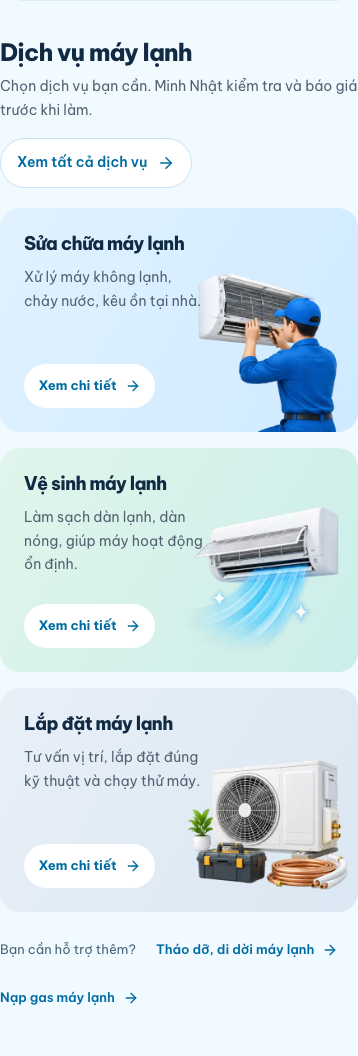 Dịch vụ máy lạnh
Chọn dịch vụ bạn cần. Minh Nhật kiểm tra và báo giá
trước khi làm.
Xem tất cả dịch vụ
Sửa chữa máy lạnh
Xử lý máy không lạnh,
chảy nước, kêu ồn tại nhà.
Xem chi tiết
Vệ sinh máy lạnh
Làm sạch dàn lạnh, dàn
nóng, giúp máy hoạt động
ổn định.
Xem chi tiết
Lắp đặt máy lạnh
Tư vấn vị trí, lắp đặt đúng
kỹ thuật và chạy thử máy.
Xem chi tiết
Bạn cần hỗ trợ thêm? Tháo dỡ, di dời máy lạnh
Nạp gas máy lạnh